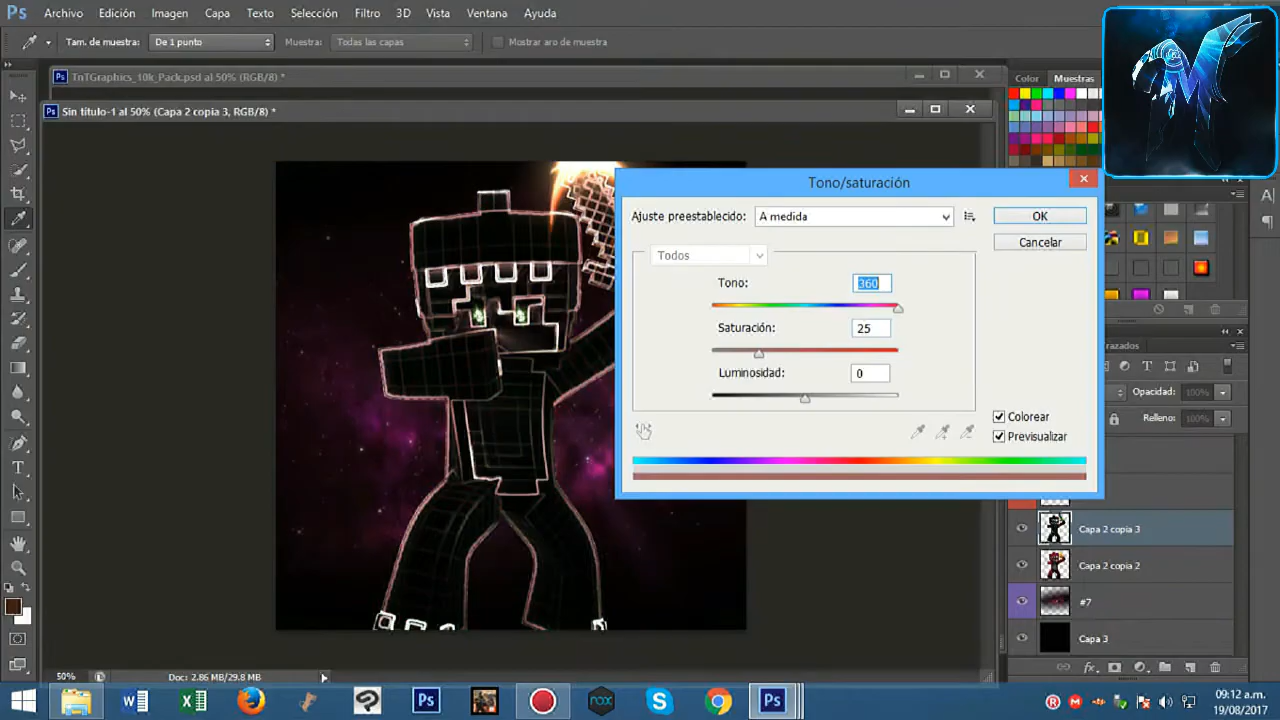 Ps Archivo Edición Imagen Capa Texto Selección Filtro 3D Vista Ventana Ayuda
Tam. de muestra: De 1 punto Muestra: Todas las capas Mostrar aro de muestra
Ps TnTGraphics_10k_Pack.psd al 50% (RGB/8) *
Color Muestras
Ps Sin título-1 al 50% (Capa 2 copia 3, RGB/8) *
Tono/saturación
Ajuste preestablecido: A medida
OK
Cancelar
Todos
Tono: 360
Saturación: 25
Luminosidad: 0
Colorear
Previsualizar
Trazados
Opacidad: 100%
Relleno: 100%
Capa 2 copia 3
Capa 2 copia 2
#7
Capa 3
50% Doc: 2.86 MB/29.8 MB
09:12 a.m.
19/08/2017